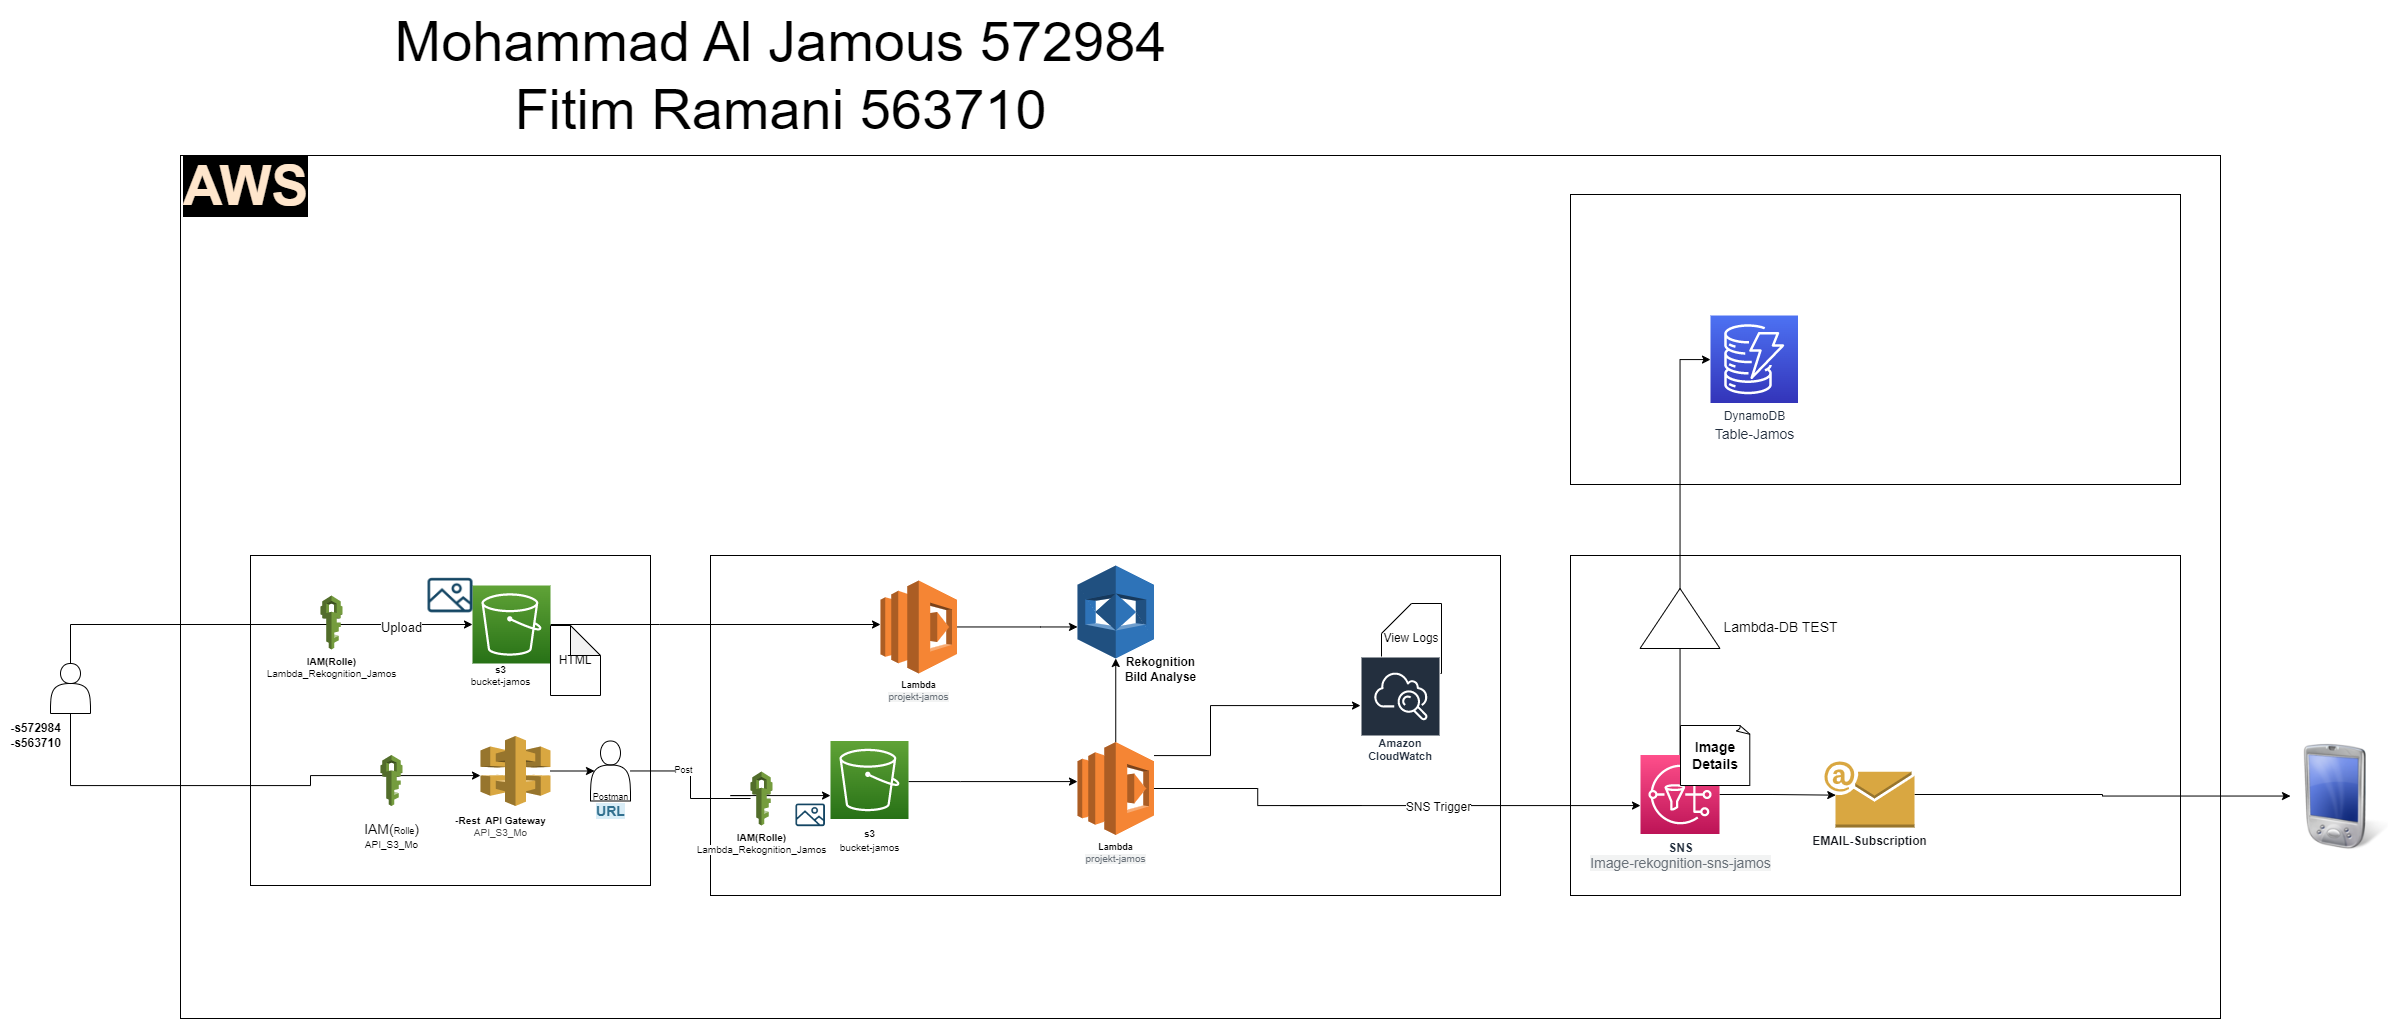 Mohammad Al Jamous 572984
Fitim Ramani 563710
AWS
DynamoDB
Table-Jamos
Upload
IAM(Rolle)
Lambda_Rekognition_Jamos
s3
bucket-jamos
HTML
Lambda
projekt-jamos
Rekognition
Bild Analyse
View Logs
Amazon
CloudWatch
Lambda-DB TEST
-s572984
-s563710
IAM(Rolle)
API_S3_Mo
-Rest API Gateway
API_S3_Mo
Postman
URL
Post
IAM(Rolle)
Lambda_Rekognition_Jamos
s3
bucket-jamos
Lambda
projekt-jamos
SNS Trigger
Image
Details
SNS
Image-rekognition-sns-jamos
@
EMAIL-Subscription